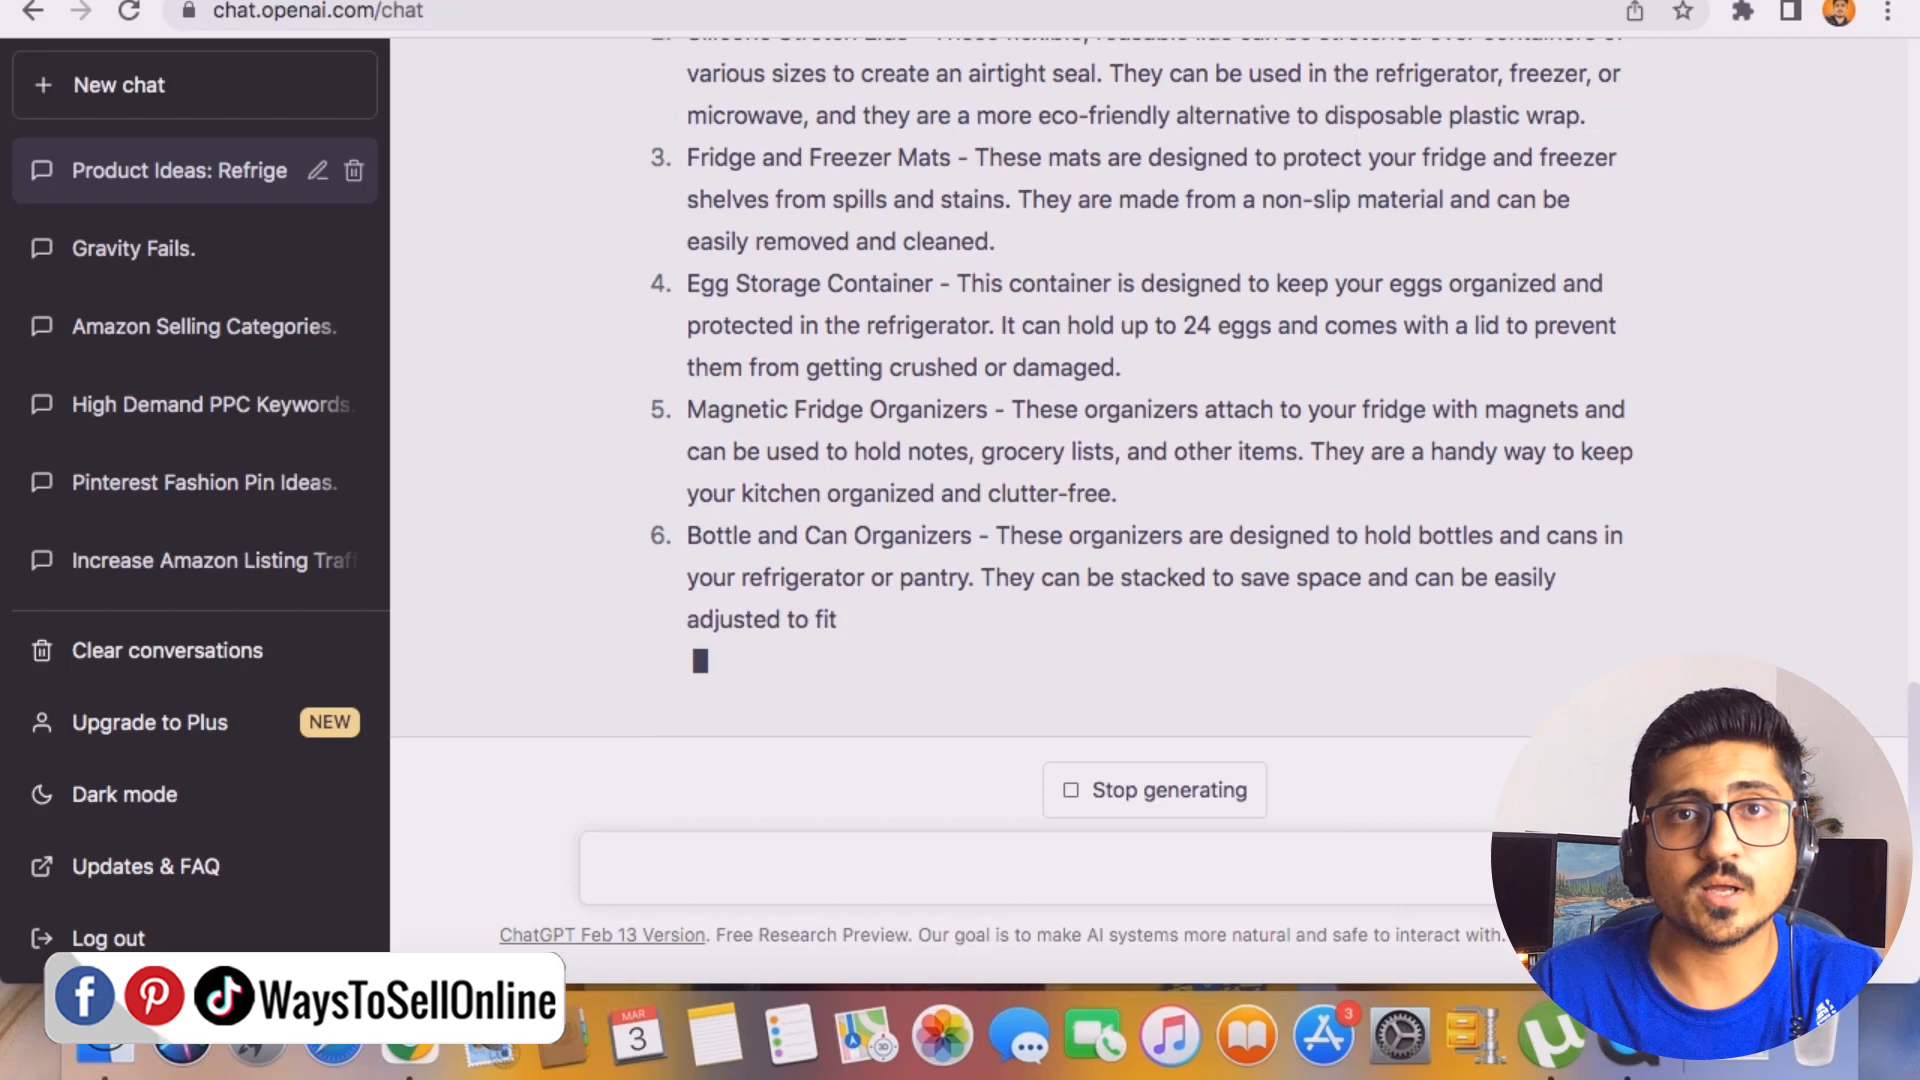 chat.openai.com/chat
New chat
Product Ideas: Refrige
Gravity Fails.
Amazon Selling Categories.
High Demand PPC Keywords.
Pinterest Fashion Pin Ideas.
Increase Amazon Listing Traf
Clear conversations
Upgrade to Plus NEW
Dark mode
Updates & FAQ
Log out
various sizes to create an airtight seal. They can be used in the refrigerator, freezer, or
microwave, and they are a more eco-friendly alternative to disposable plastic wrap.
3. Fridge and Freezer Mats - These mats are designed to protect your fridge and freezer
shelves from spills and stains. They are made from a non-slip material and can be
easily removed and cleaned.
4. Egg Storage Container - This container is designed to keep your eggs organized and
protected in the refrigerator. It can hold up to 24 eggs and comes with a lid to prevent
them from getting crushed or damaged.
5. Magnetic Fridge Organizers - These organizers attach to your fridge with magnets and
can be used to hold notes, grocery lists, and other items. They are a handy way to keep
your kitchen organized and clutter-free.
6. Bottle and Can Organizers - These organizers are designed to hold bottles and cans in
your refrigerator or pantry. They can be stacked to save space and can be easily
adjusted to fit
Stop generating
ChatGPT Feb 13 Version. Free Research Preview. Our goal is to make AI systems more natural and safe to interact with.
WaysToSellOnline
MAR
3
3D
3